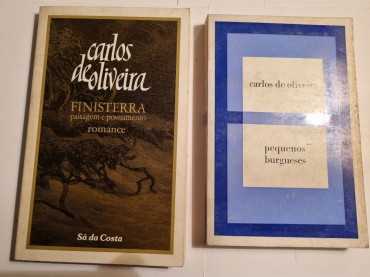 carlos
de oliveira
FINISTERRA
paisagem e povoamento
romance
Sá da Costa
carlos de oliveira
pequenos
burgueses